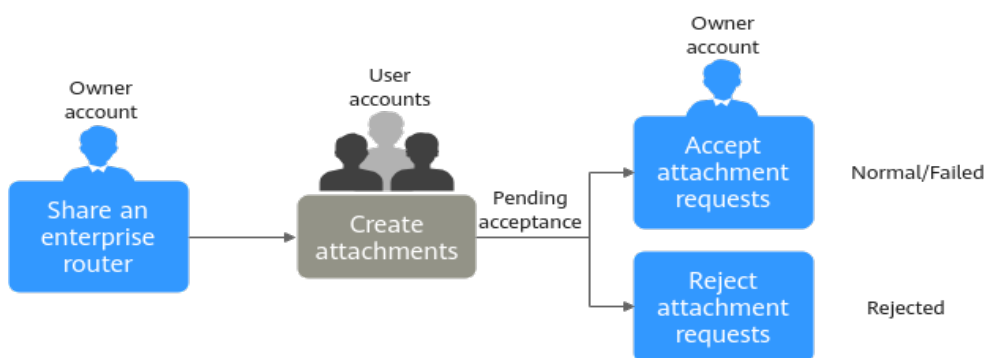 Owner
account
Share an
enterprise
router
User
accounts
Create
attachments
Pending
acceptance
Owner
account
Accept
attachment
requests
Normal/Failed
Reject
attachment
requests
Rejected